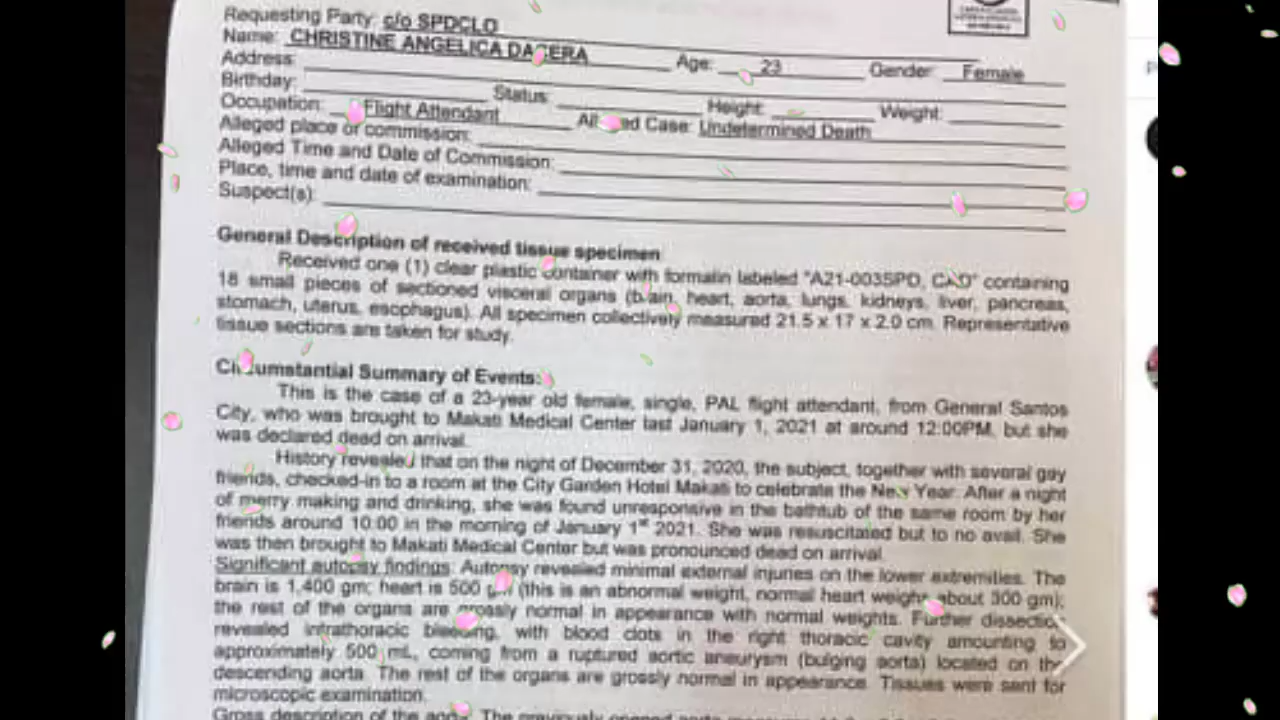 Requesting Party: c/o SPDCLO
Name: CHRISTINE ANGELICA DACERA Age: 23 Gender: Female
Address:
Birthday: Status: Height: Weight:
Occupation: Flight Attendant Alleged Case: Undetermined Death
Alleged place of commission:
Alleged Time and Date of Commission:
Place, time and date of examination:
Suspect(s):
General Description of received tissue specimen
Received one (1) clear plastic container with formalin labeled "A21-003SPD, CAD" containing
18 small pieces of sectioned visceral organs (brain, heart, aorta, lungs, kidneys, liver, pancreas,
stomach, uterus, esophagus). All specimen collectively measured 21.5 x 17 x 2.0 cm. Representative
tissue sections are taken for study.
Circumstantial Summary of Events:
This is the case of a 23-year old female, single, PAL flight attendant, from General Santos
City, who was brought to Makati Medical Center last January 1, 2021 at around 12:00PM, but she
was declared dead on arrival.
History revealed that on the night of December 31, 2020, the subject, together with several gay
friends, checked-in to a room at the City Garden Hotel Makati to celebrate the New Year. After a night
of merry making and drinking, she was found unresponsive in the bathtub of the same room by her
friends around 10:00 in the morning of January 1st 2021. She was resuscitated but to no avail. She
was then brought to Makati Medical Center but was pronounced dead on arrival.
Significant autopsy findings: Autopsy revealed minimal external injuries on the lower extremities. The
brain is 1,400 gm; heart is 500 gm (this is an abnormal weight, normal heart weighs about 300 gm);
the rest of the organs are grossly normal in appearance with normal weights. Further dissection
revealed intrathoracic bleeding, with blood clots in the right thoracic cavity amounting to
approximately 500 mL, coming from a ruptured aortic aneurysm (bulging aorta) located on the
descending aorta. The rest of the organs are grossly normal in appearance. Tissues were sent for
microscopic examination.
Gross description of the aorta: The previously opened aorta